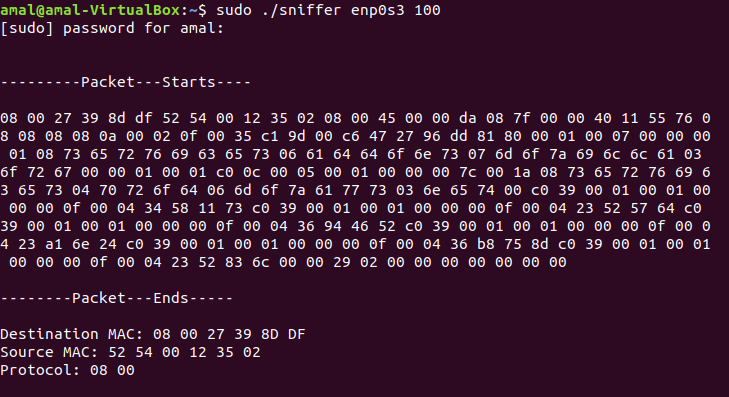 amal@amal-VirtualBox:~$ sudo ./sniffer enp0s3 100
[sudo] password for amal:
---------Packet---Starts----
08 00 27 39 8d df 52 54 00 12 35 02 08 00 45 00 00 da 08 7f 00 00 40 11 55 76 0
8 08 08 08 0a 00 02 0f 00 35 c1 9d 00 c6 47 27 96 dd 81 80 00 01 00 07 00 00 00
01 08 73 65 72 76 69 63 65 73 06 61 64 64 6f 6e 73 07 6d 6f 7a 69 6c 6c 61 03
6f 72 67 00 00 01 00 01 c0 0c 00 05 00 01 00 00 00 7c 00 1a 08 73 65 72 76 69 6
3 65 73 04 70 72 6f 64 06 6d 6f 7a 61 77 73 03 6e 65 74 00 c0 39 00 01 00 01 00
00 00 0f 00 04 34 58 11 73 c0 39 00 01 00 01 00 00 00 0f 00 04 23 52 57 64 c0
39 00 01 00 01 00 00 00 0f 00 04 36 94 46 52 c0 39 00 01 00 01 00 00 00 0f 00 0
4 23 a1 6e 24 c0 39 00 01 00 01 00 00 00 0f 00 04 36 b8 75 8d c0 39 00 01 00 01
00 00 00 0f 00 04 23 52 83 6c 00 00 29 02 00 00 00 00 00 00 00
--------Packet---Ends-----
Destination MAC: 08 00 27 39 8D DF
Source MAC: 52 54 00 12 35 02
Protocol: 08 00